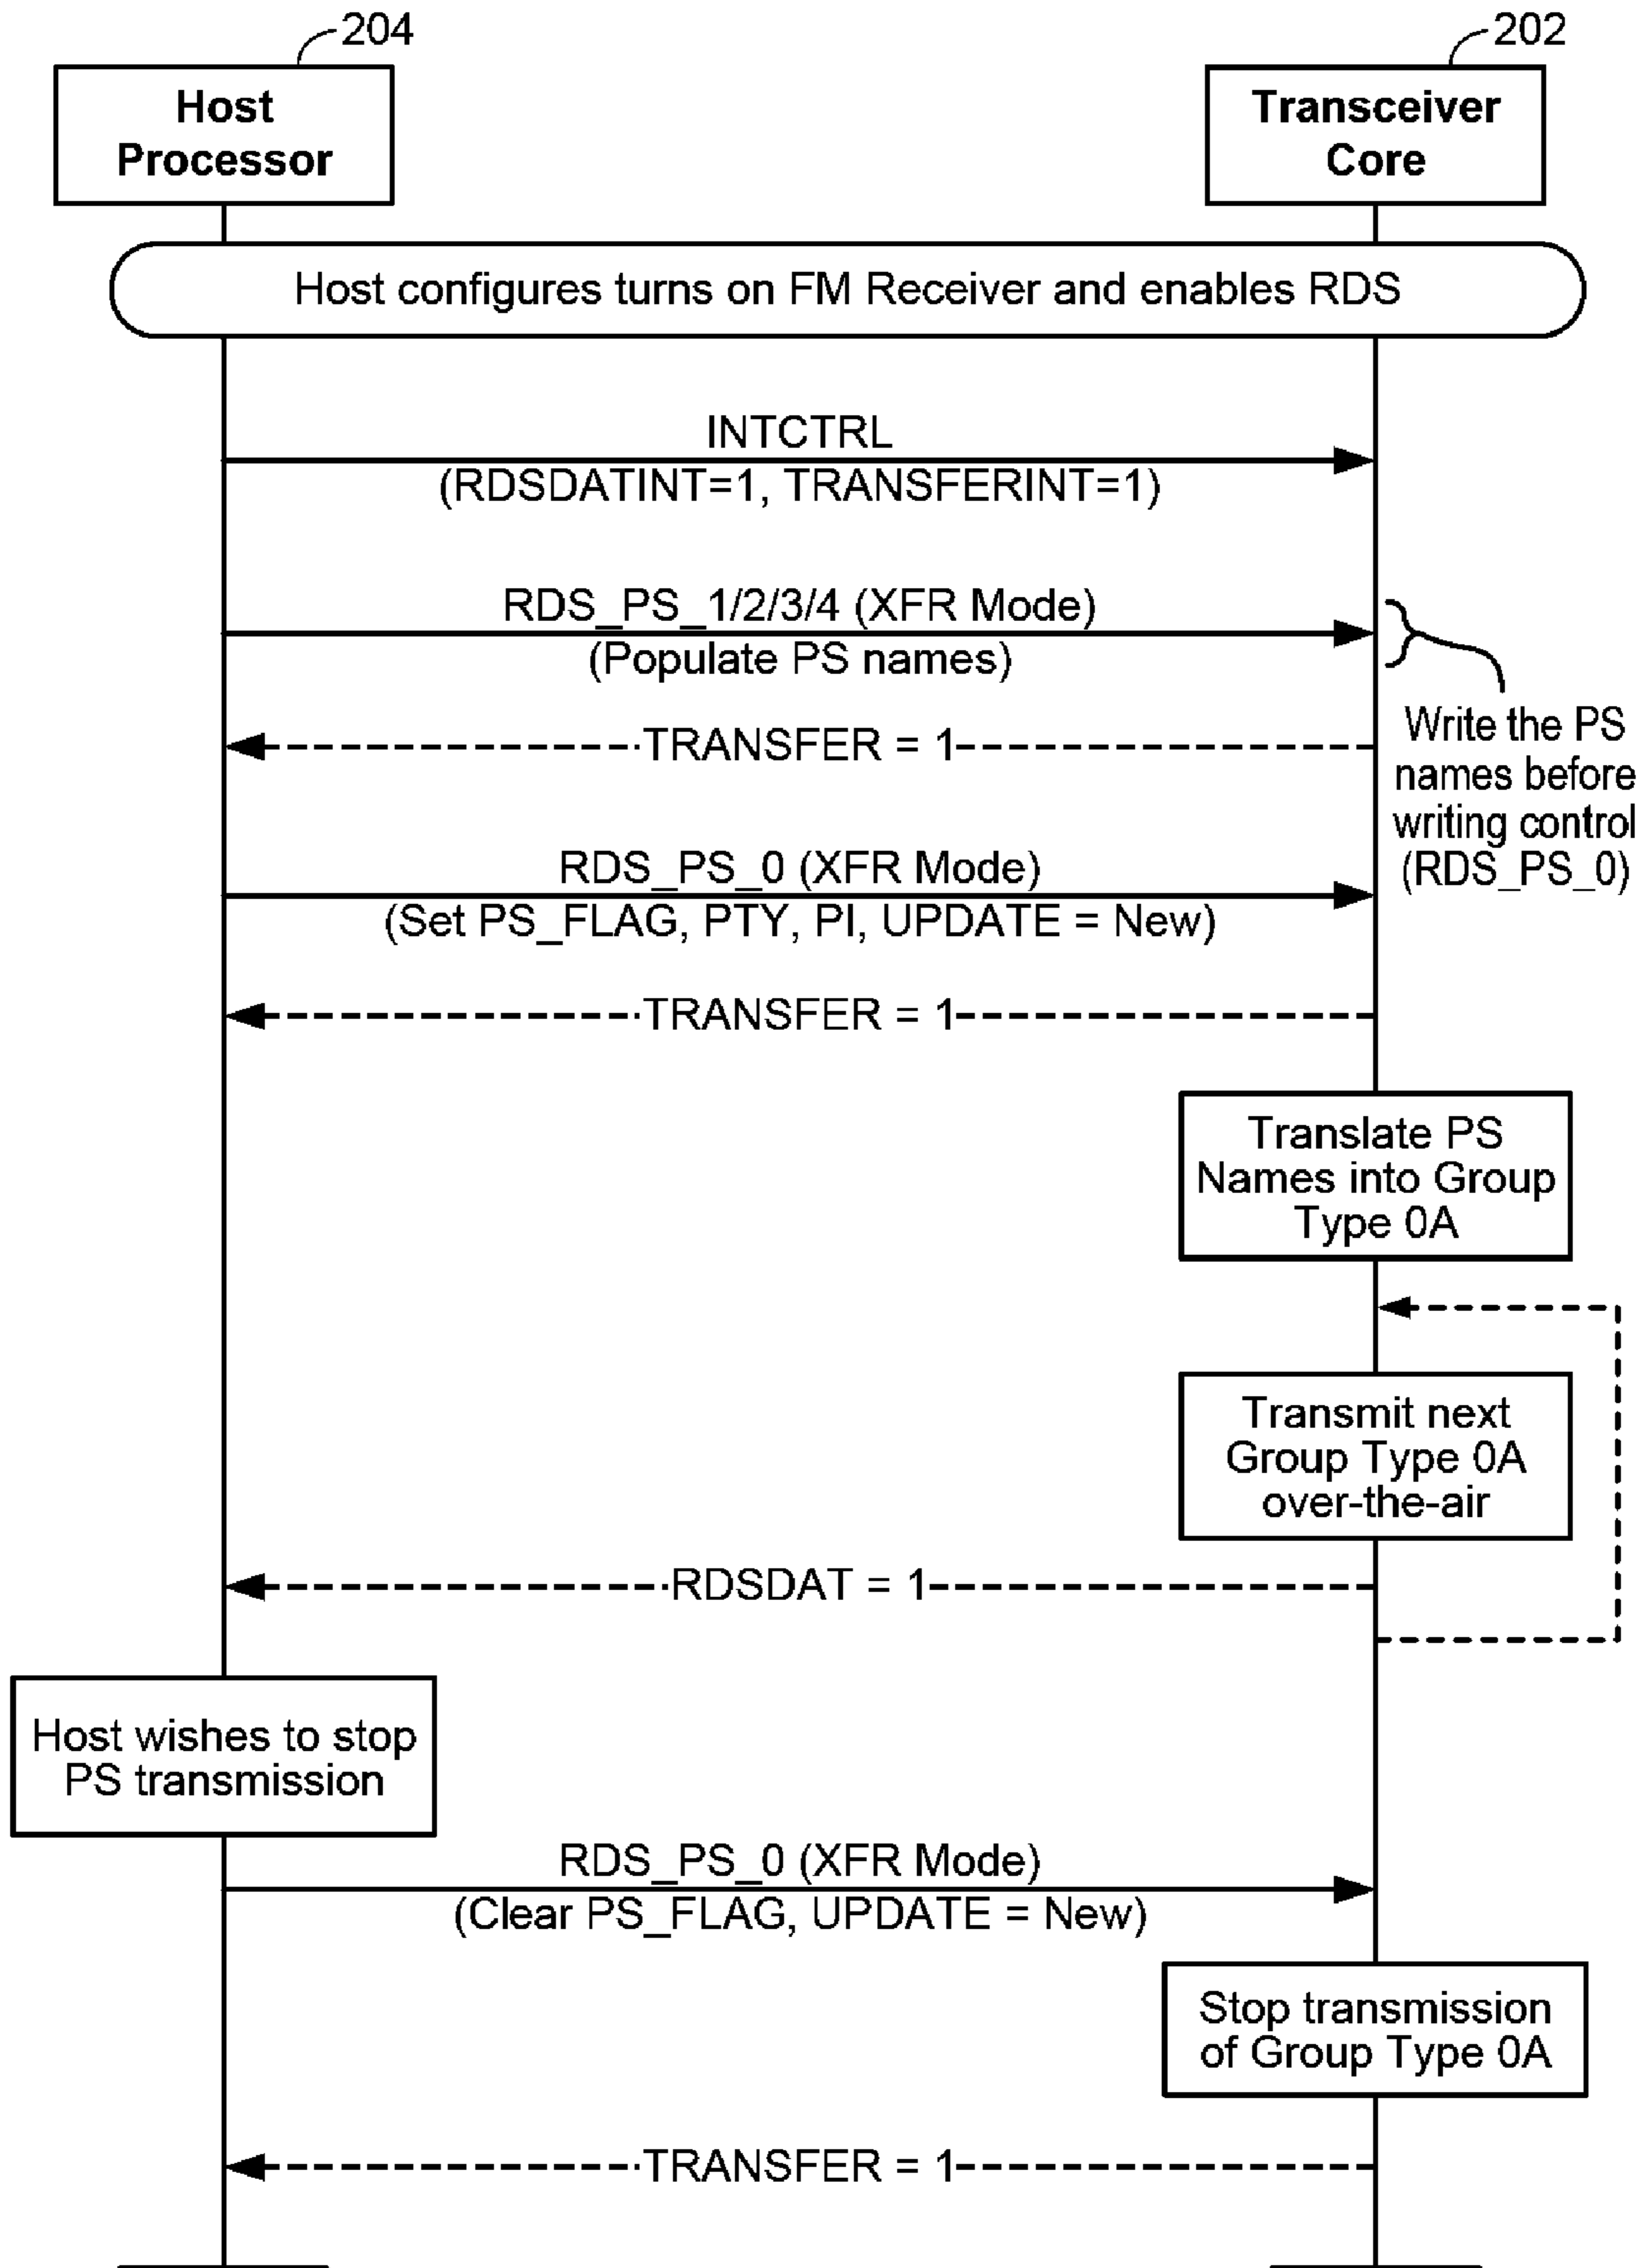 204
202
Host
Processor
Transceiver
Core
Host configures turns on FM Receiver and enables RDS
INTCTRL
(RDSDATINT=1, TRANSFERINT=1)
RDS_PS_1/2/3/4 (XFR Mode)
(Populate PS names)
Write the PS
names before
writing control
(RDS_PS_0)
TRANSFER = 1
RDS_PS_0 (XFR Mode)
(Set PS_FLAG, PTY, PI, UPDATE = New)
TRANSFER = 1
Translate PS
Names into Group
Type 0A
Transmit next
Group Type 0A
over-the-air
RDSDAT = 1
Host wishes to stop
PS transmission
RDS_PS_0 (XFR Mode)
(Clear PS_FLAG, UPDATE = New)
Stop transmission
of Group Type 0A
TRANSFER = 1